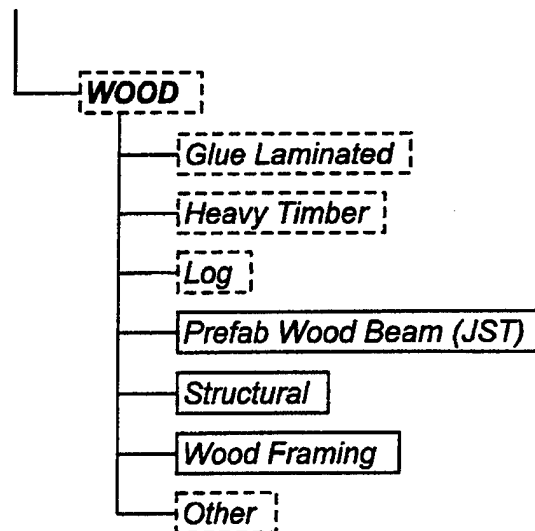 WOOD
Glue Laminated
Heavy Timber
Log
Prefab Wood Beam (JST)
Structural
Wood Framing
Other